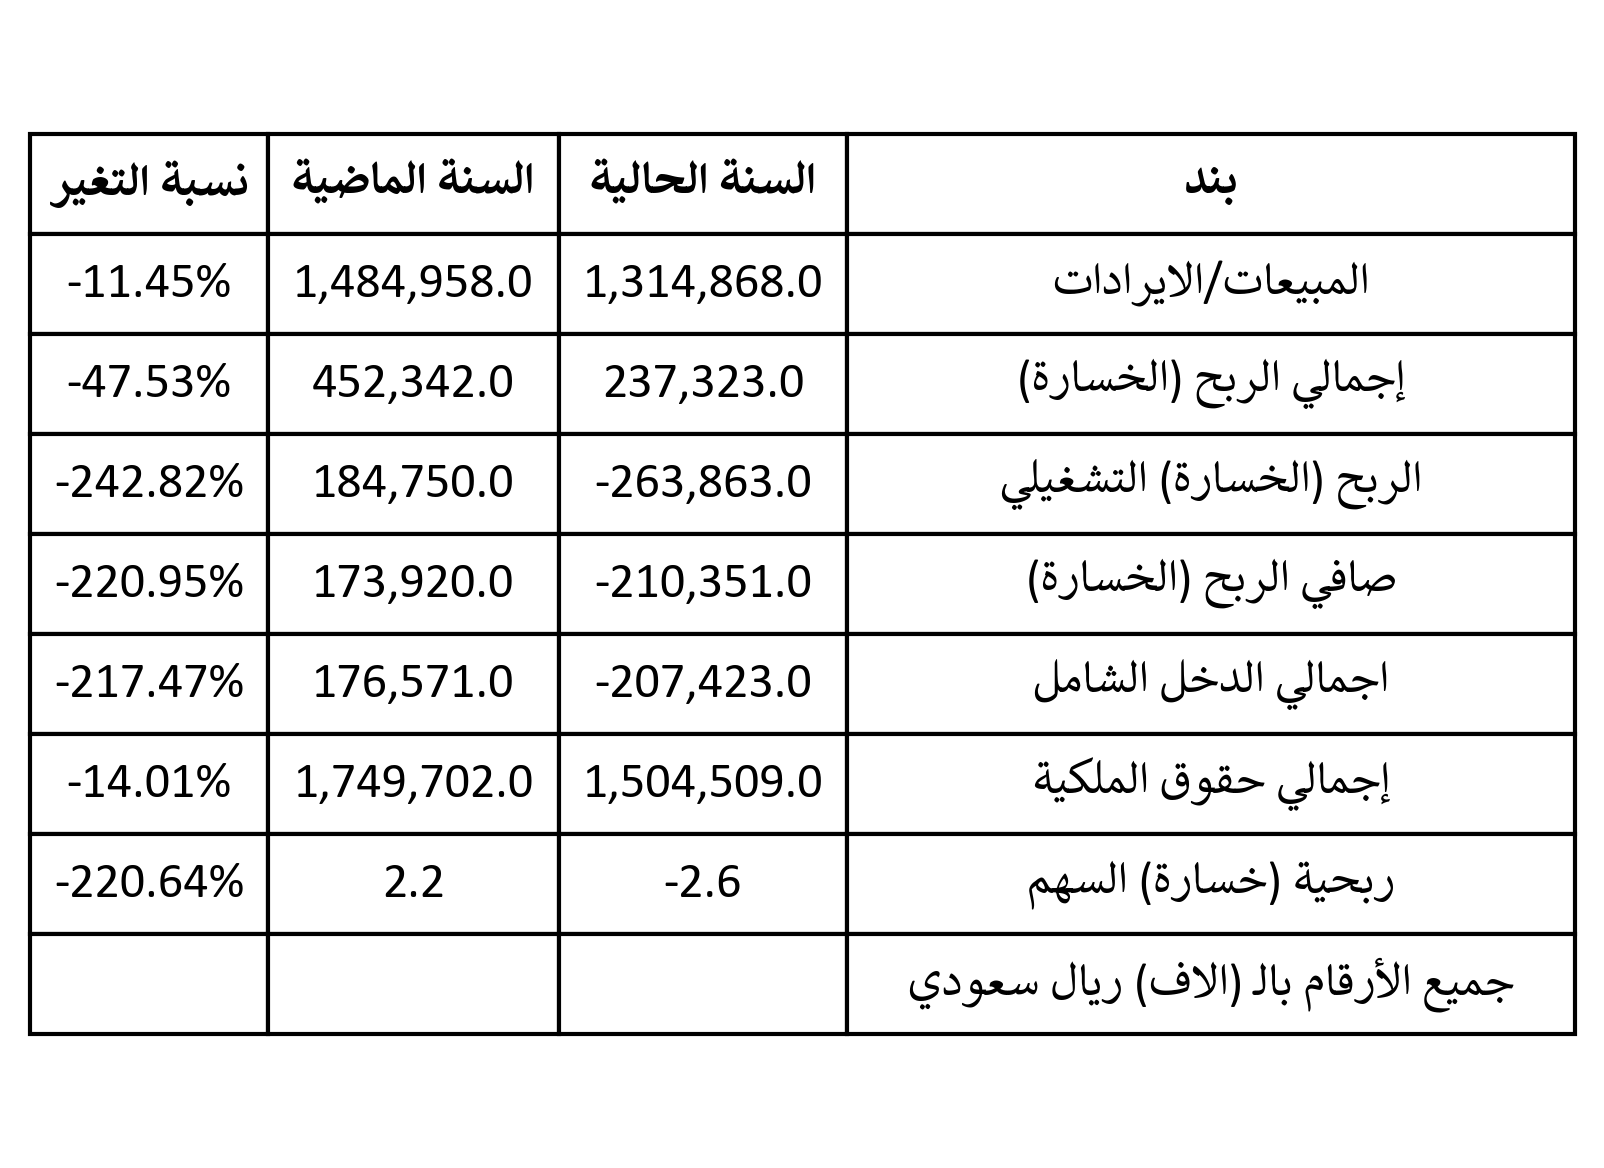 بند السنة الحالية السنة الماضية نسبة التغير
المبيعات/الايرادات 1,314,868.0 1,484,958.0 -11.45%
إجمالي الربح (الخسارة) 237,323.0 452,342.0 -47.53%
الربح (الخسارة) التشغيلي -263,863.0 184,750.0 -242.82%
صافي الربح (الخسارة) -210,351.0 173,920.0 -220.95%
اجمالي الدخل الشامل -207,423.0 176,571.0 -217.47%
إجمالي حقوق الملكية 1,504,509.0 1,749,702.0 -14.01%
ربحية (خسارة) السهم -2.6 2.2 -220.64%
جميع الأرقام بالـ (الاف) ريال سعودي